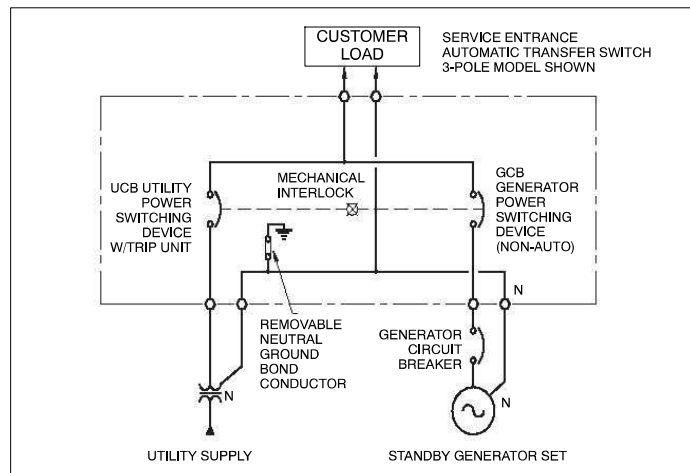 CUSTOMER
LOAD
SERVICE ENTRANCE
AUTOMATIC TRANSFER SWITCH
3-POLE MODEL SHOWN
UCB UTILITY
POWER
SWITCHING
DEVICE
W/TRIP UNIT
MECHANICAL
INTERLOCK
GCB
GENERATOR
POWER
SWITCHING
DEVICE
(NON-AUTO)
N
REMOVABLE
NEUTRAL
GROUND
BOND
CONDUCTOR
GENERATOR
CIRCUIT
BREAKER
N
N
UTILITY SUPPLY
STANDBY GENERATOR SET